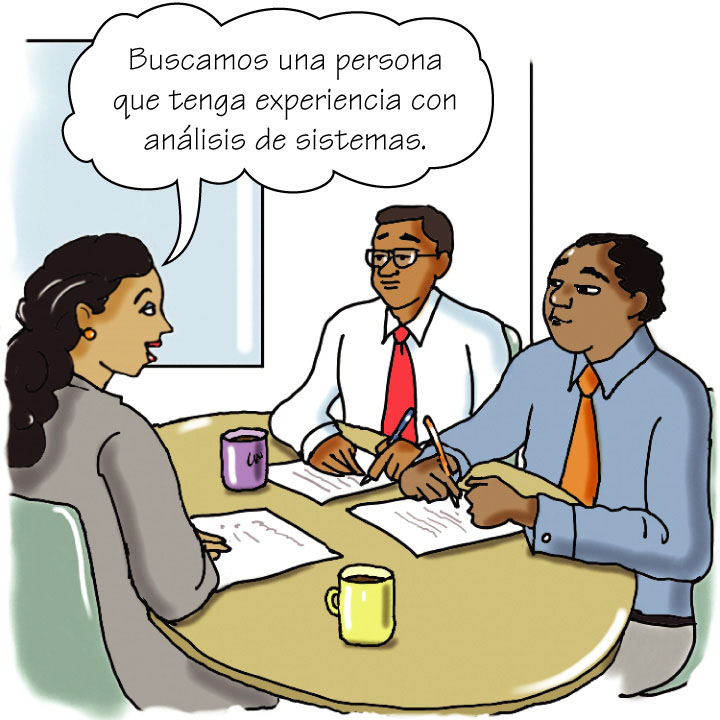 Buscamos una persona
que tenga experiencia con
análisis de sistemas.